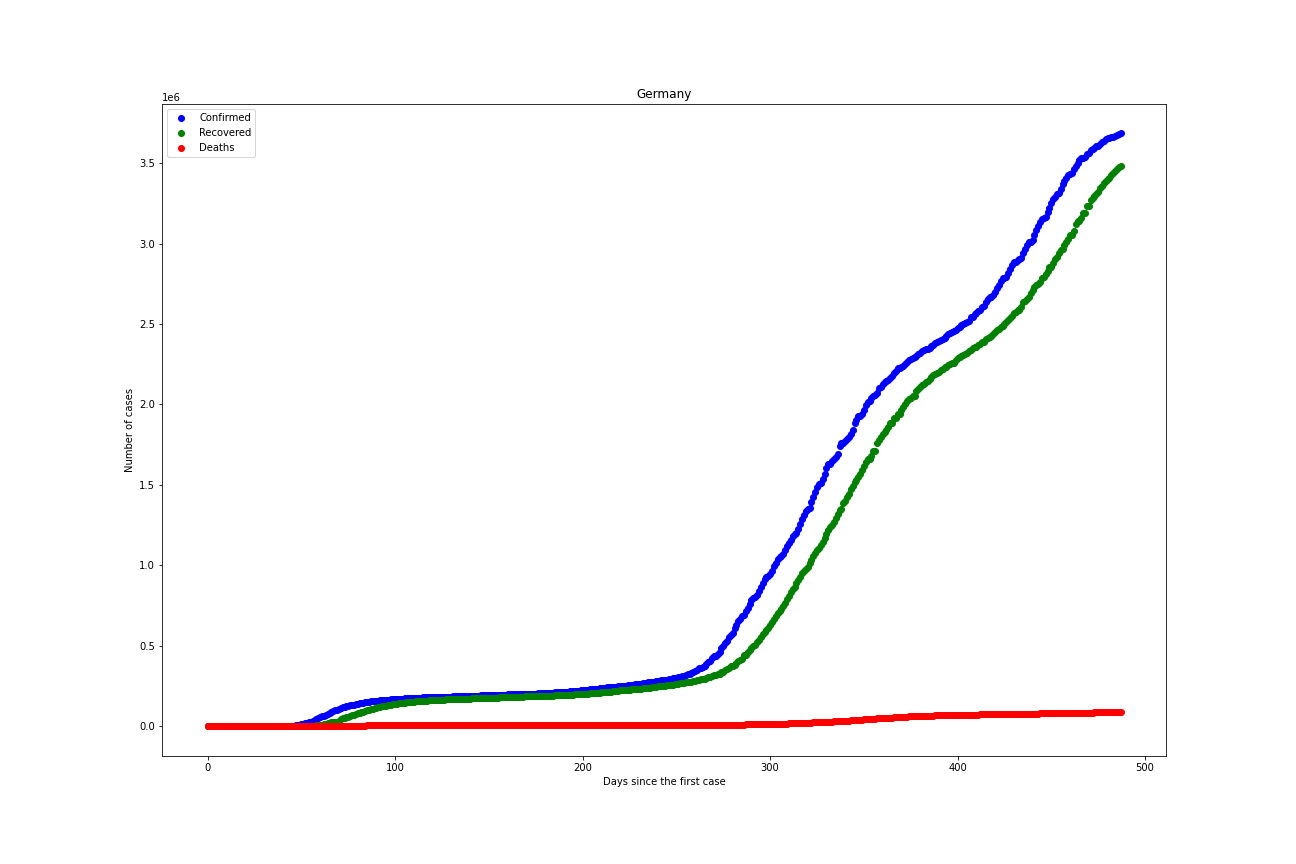 Germany
1e6
Confirmed
Recovered
Deaths
3.5
3.0
2.5
2.0
1.5
1.0
0.5
0.0
Number of cases
0 100 200 300 400 500
Days since the first case